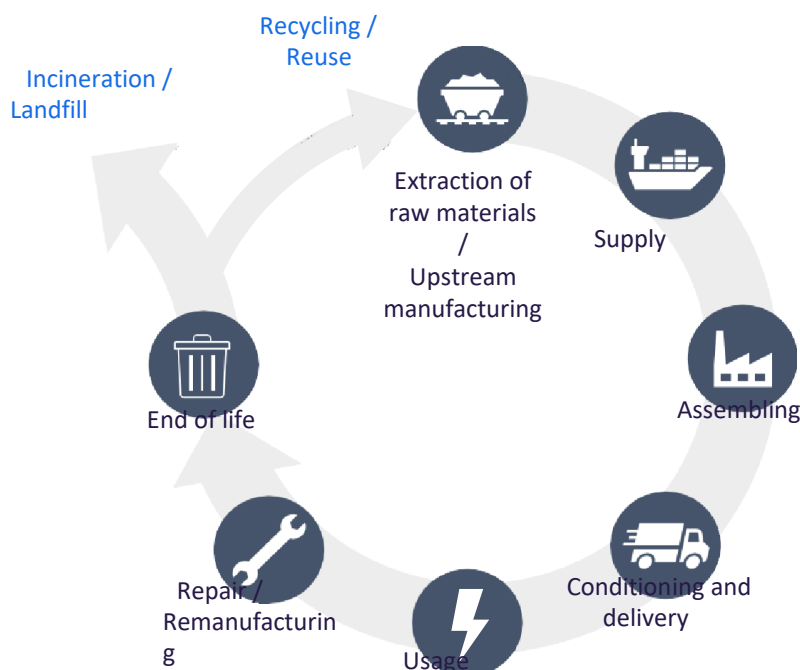 Recycling /
Reuse
Incineration /
Landfill
Extraction of
raw materials
/
Upstream
manufacturing
Supply
Assembling
End of life
Conditioning and
delivery
Repair /
Remanufacturin
g
Usage